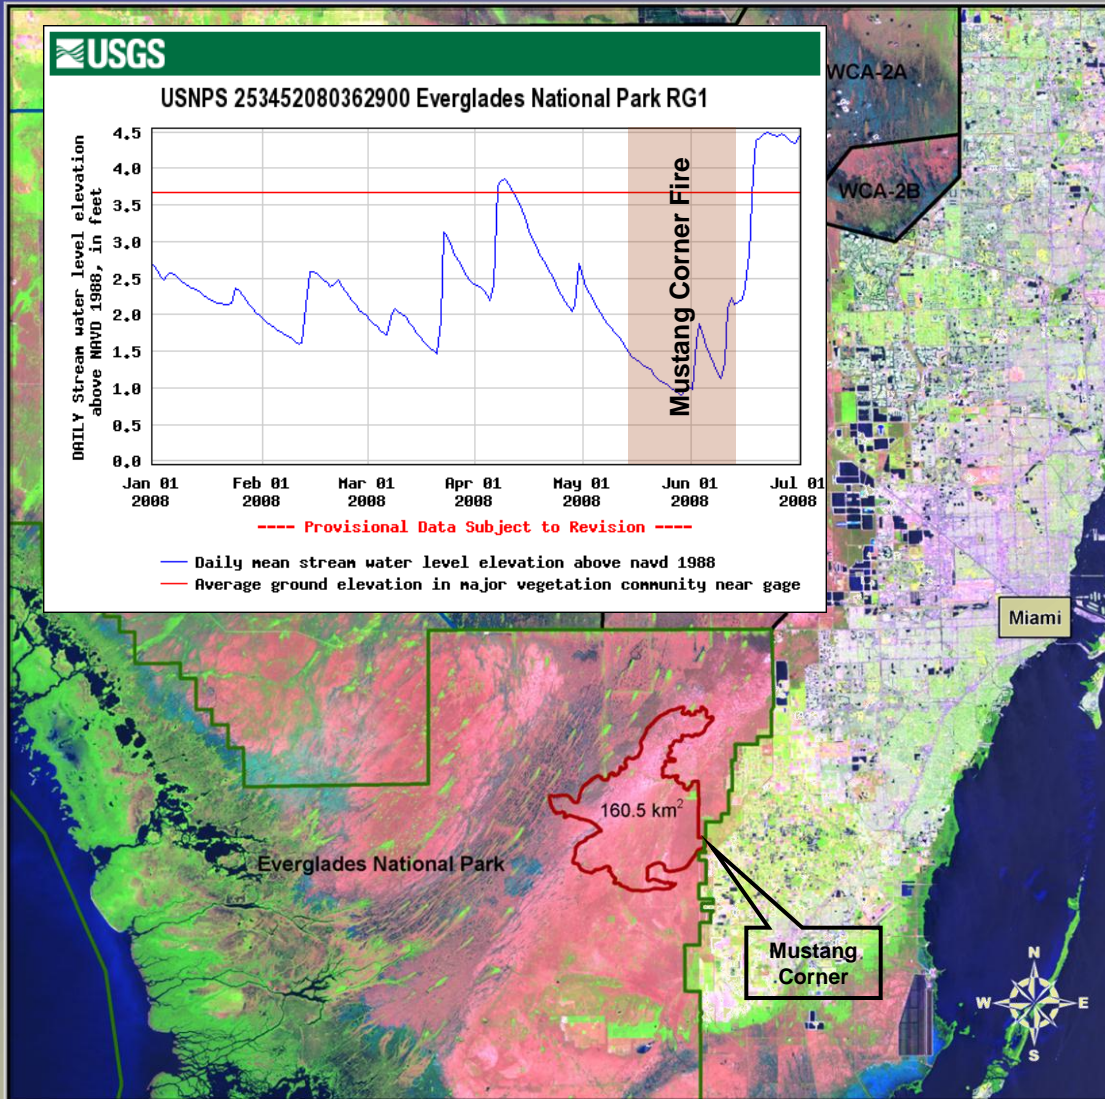 USGS
USNPS 253452080362900 Everglades National Park RG1
DAILY Stream water level elevation
above NAVD 1988, in feet
4.5
4.0
3.5
3.0
2.5
2.0
1.5
1.0
0.5
0.0
Mustang Corner Fire
Jan 01 Feb 01 Mar 01 Apr 01 May 01 Jun 01 Jul 01
2008 2008 2008 2008 2008 2008 2008
---- Provisional Data Subject to Revision ----
Daily mean stream water level elevation above navd 1988
Average ground elevation in major vegetation community near gage
WCA-2A
WCA-2B
Miami
160.5 km²
Everglades National Park
Mustang
Corner
N
W E
S